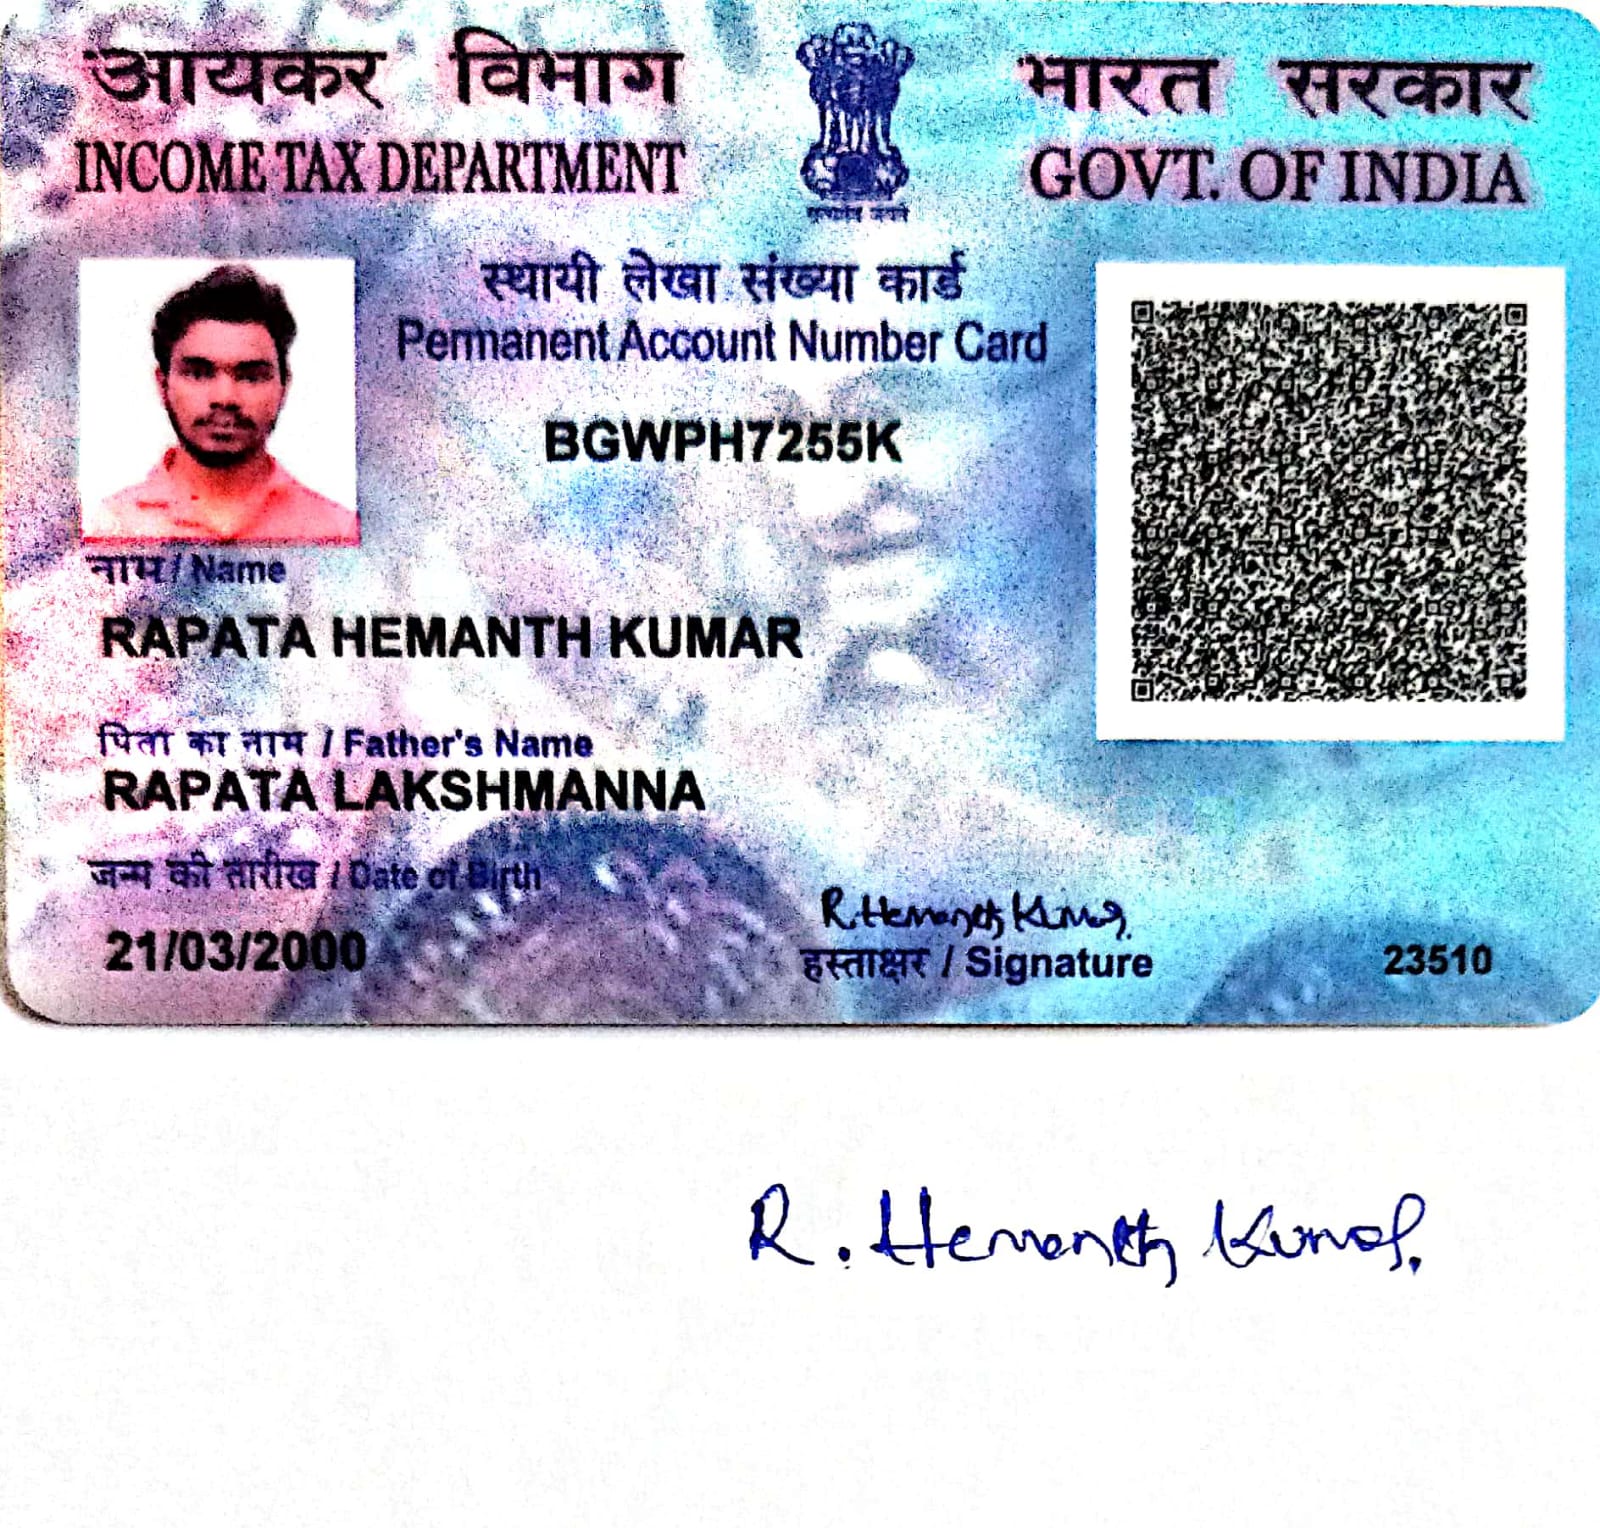 आयकर विभाग
INCOME TAX DEPARTMENT
भारत सरकार
GOVT. OF INDIA
सत्यमेव जयते
स्थायी लेखा संख्या कार्ड
Permanent Account Number Card
BGWPH7255K
नाम / Name
RAPATA HEMANTH KUMAR
पिता का नाम / Father's Name
RAPATA LAKSHMANNA
जन्म की तारीख / Date of Birth
21/03/2000
R.Hemanth Kumar.
हस्ताक्षर / Signature
23510
R. Hemanth Kumar.